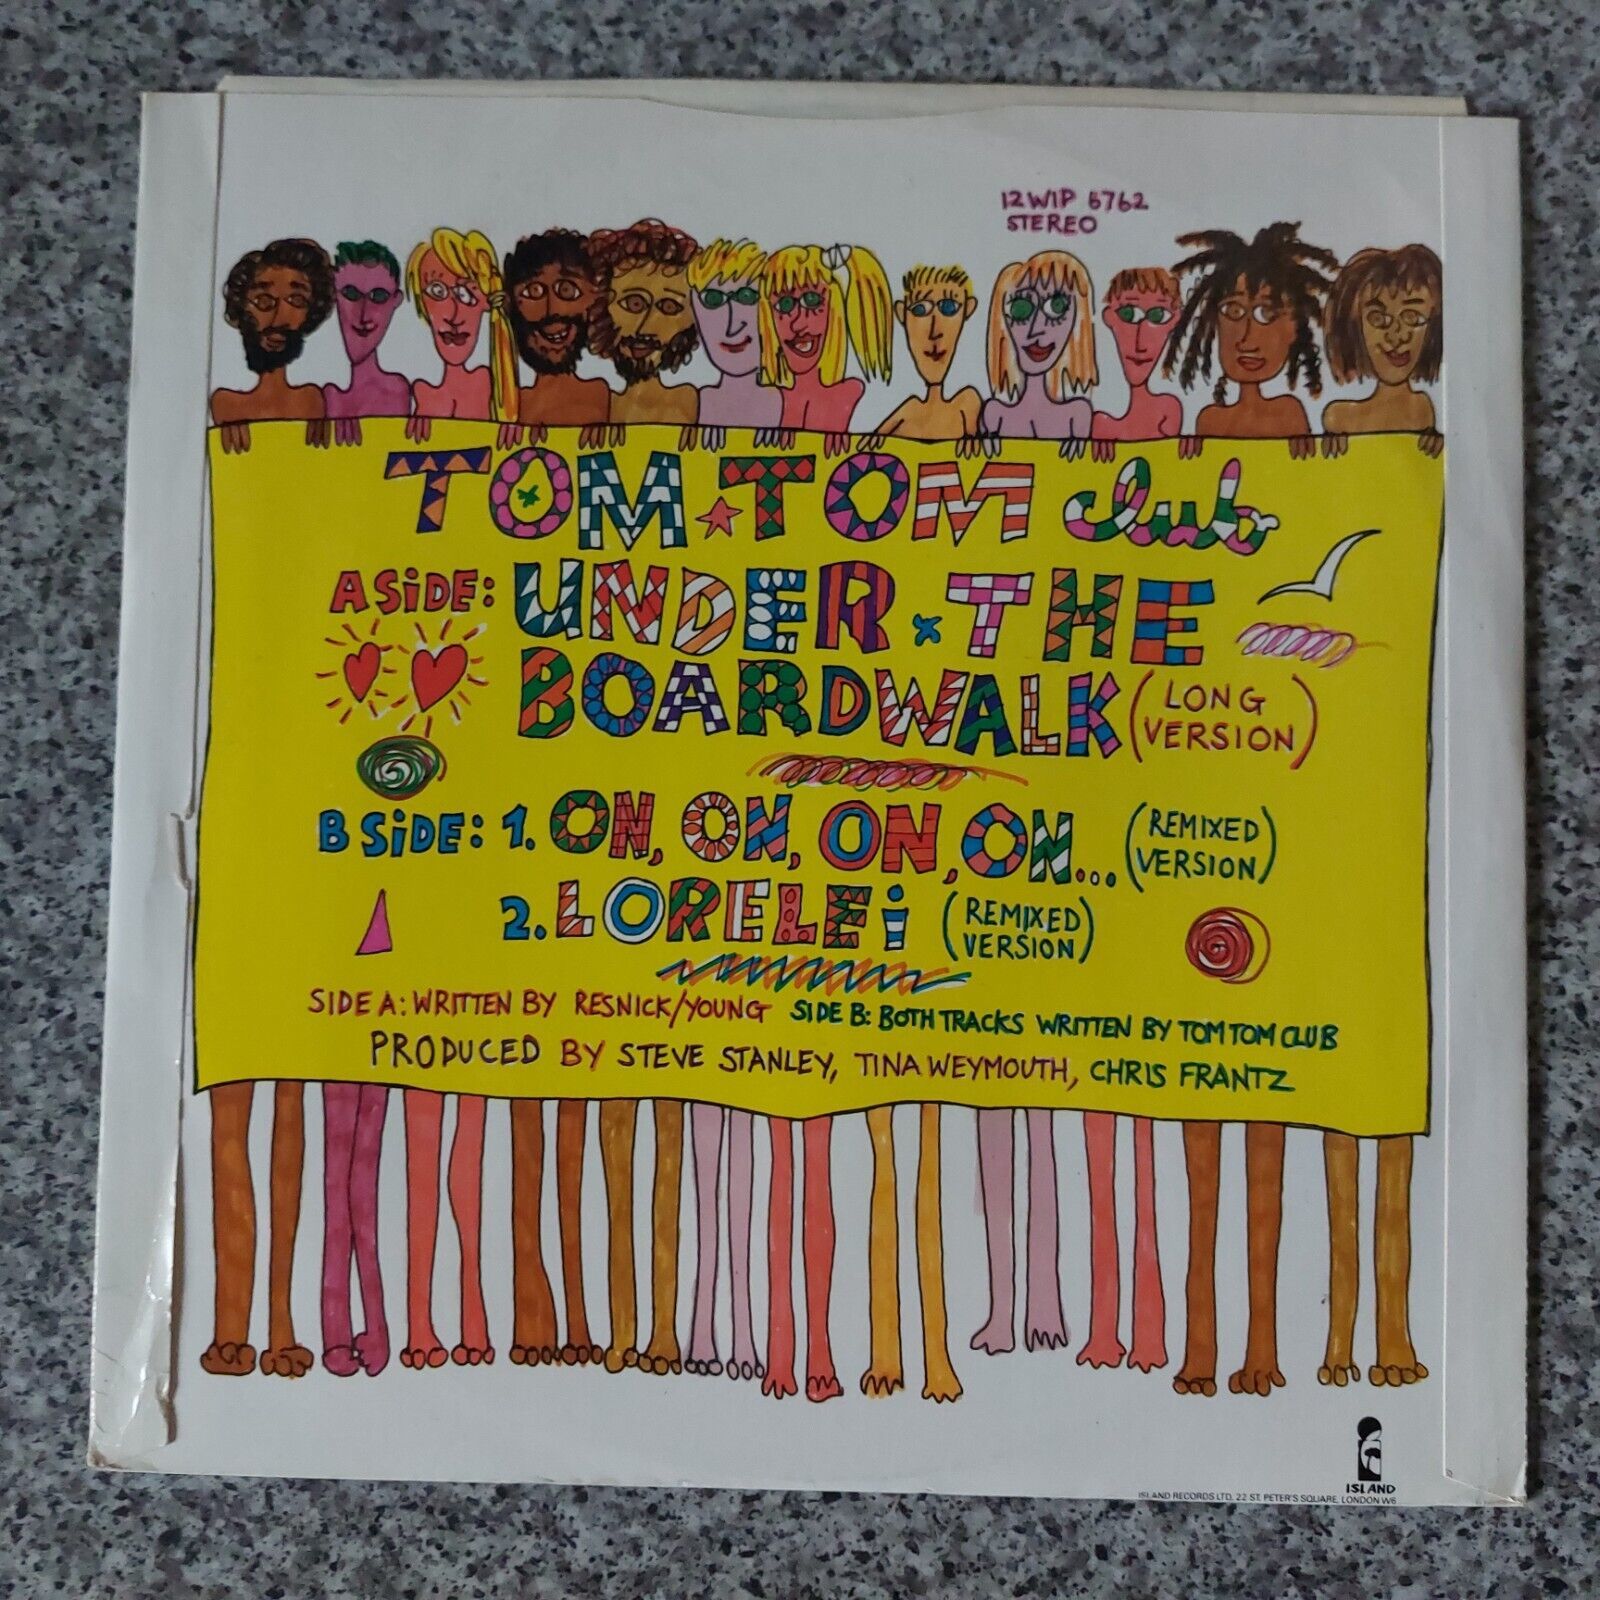 12WIP 6762
STEREO
TOM★TOM club
A SiDE: UNDER × THE
BOARDWALK (LONG VERSION)
B SiDE: 1. ON, ON, ON, ON... (REMIXED VERSION)
2. LORELEi (REMIXED VERSION)
SIDE A: WRITTEN BY RESNICK/YOUNG SIDE B: BOTH TRACKS WRITTEN BY TOM TOM CLUB
PRODUCED BY STEVE STANLEY, TINA WEYMOUTH, CHRIS FRANTZ
ISLAND
ISLAND RECORDS LTD, 22 ST. PETER'S SQUARE, LONDON W6